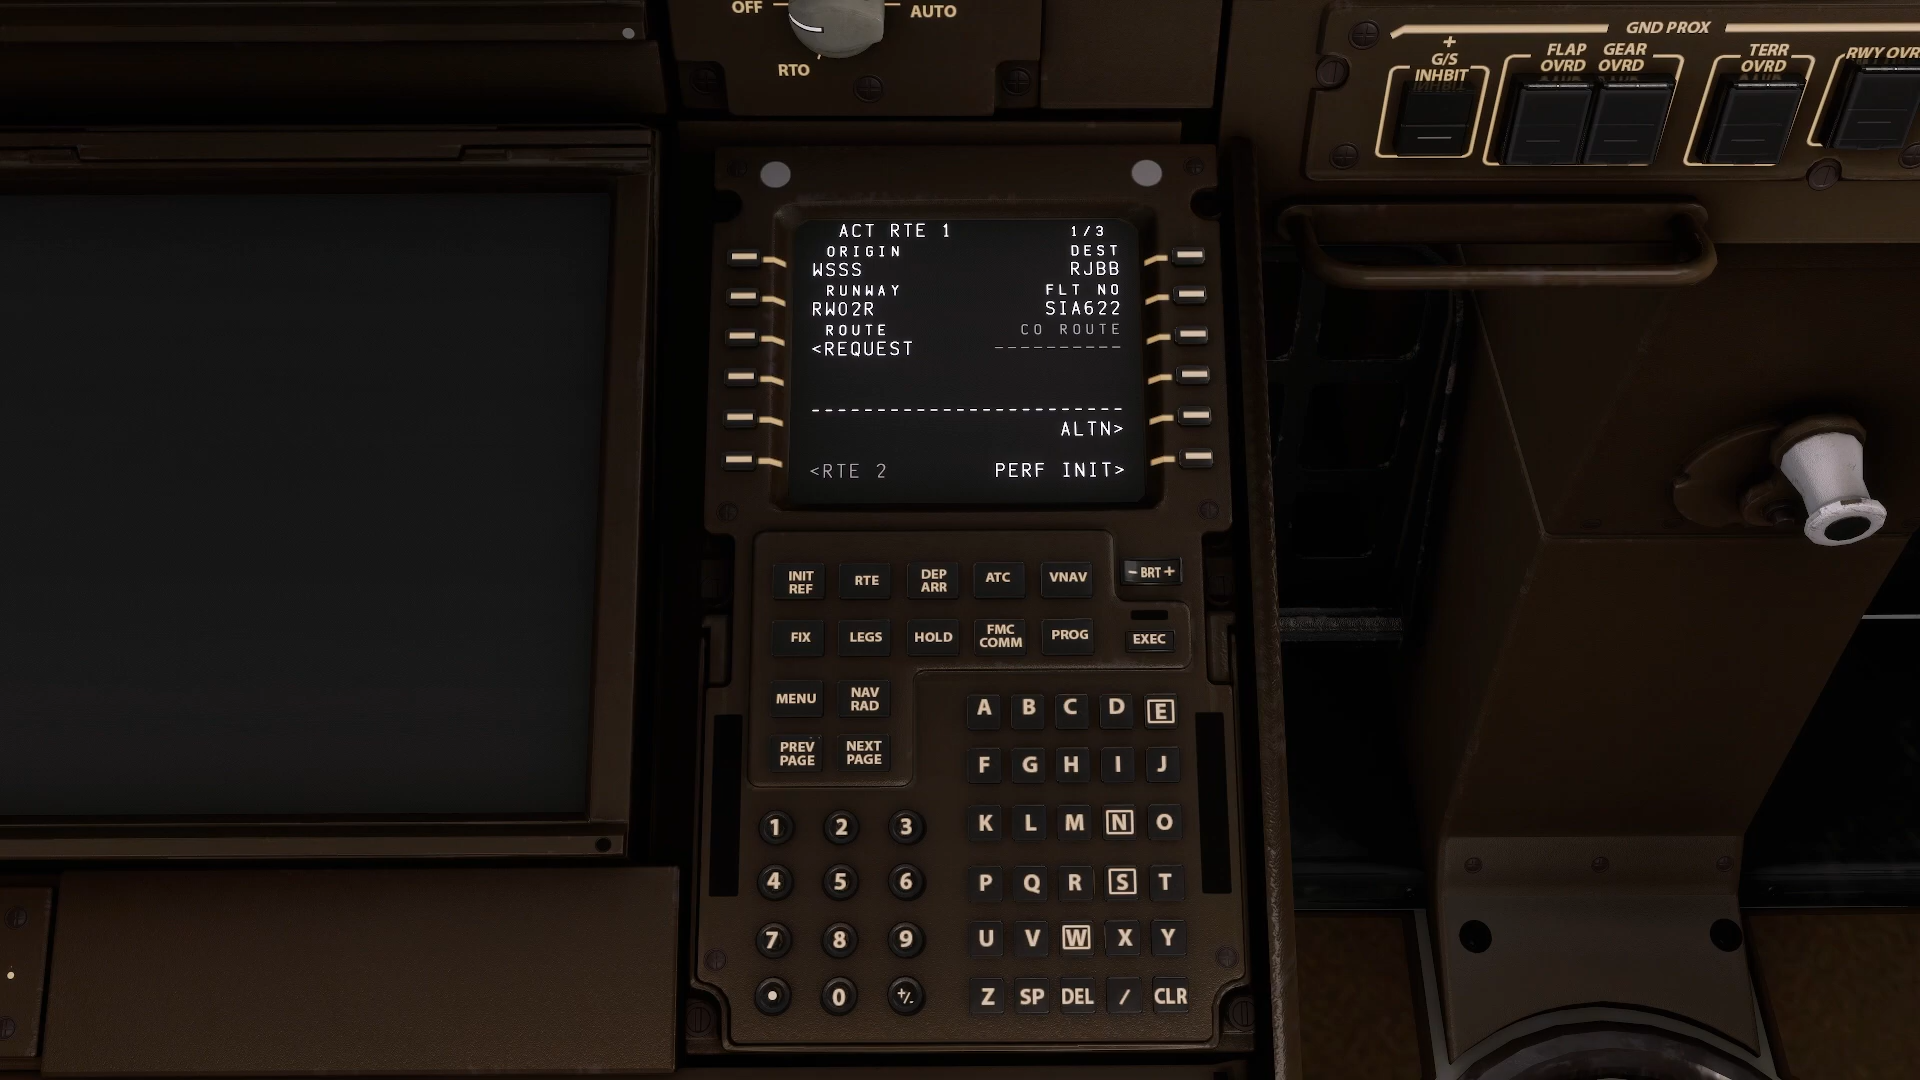 OFF AUTO
RTO
GND PROX
+
G/S
INHBIT
FLAP
OVRD
GEAR
OVRD
TERR
OVRD
RWY OVR
ACT RTE 1 1/3
ORIGIN DEST
WSSS RJBB
RUNWAY FLT NO
RW02R SIA622
ROUTE CO ROUTE
<REQUEST ----------
------------------------
ALTN>
<RTE 2 PERF INIT>
INIT
REF
RTE
DEP
ARR
ATC
VNAV
- BRT +
FIX
LEGS
HOLD
FMC
COMM
PROG
EXEC
MENU
NAV
RAD
PREV
PAGE
NEXT
PAGE
A B C D E
F G H I J
K L M N O
P Q R S T
U V W X Y
Z SP DEL / CLR
1 2 3
4 5 6
7 8 9
. 0 +/-